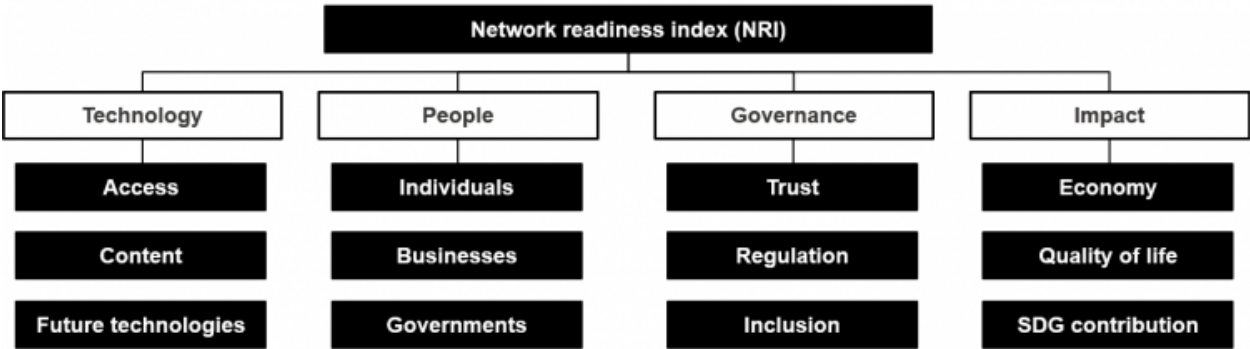 Network readiness index (NRI)
Technology
People
Governance
Impact
Access
Individuals
Trust
Economy
Content
Businesses
Regulation
Quality of life
Future technologies
Governments
Inclusion
SDG contribution